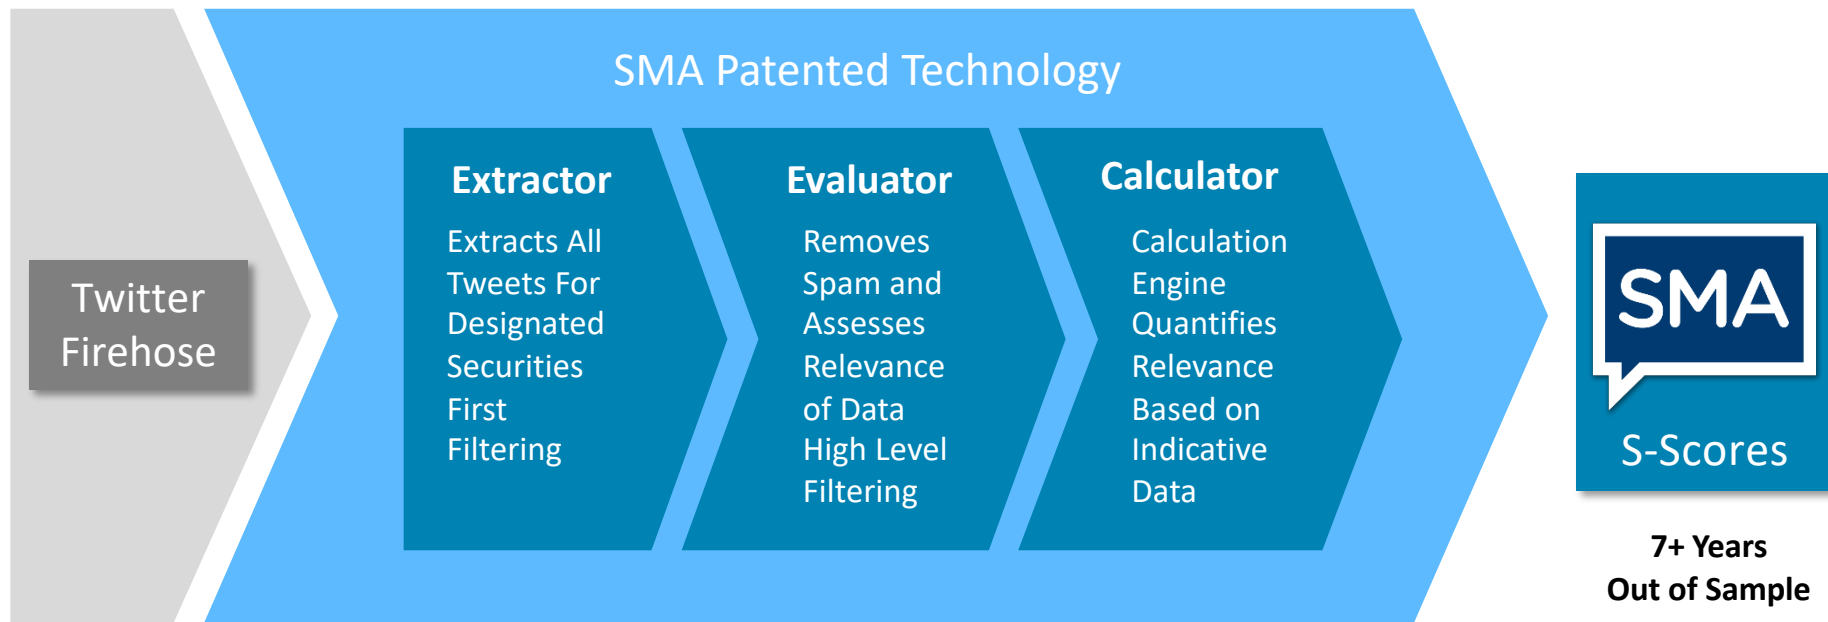 Twitter
Firehose
SMA Patented Technology
Extractor
Extracts All
Tweets For
Designated
Securities
First
Filtering
Evaluator
Removes
Spam and
Assesses
Relevance
of Data
High Level
Filtering
Calculator
Calculation
Engine
Quantifies
Relevance
Based on
Indicative
Data
SMA
S-Scores
7+ Years
Out of Sample